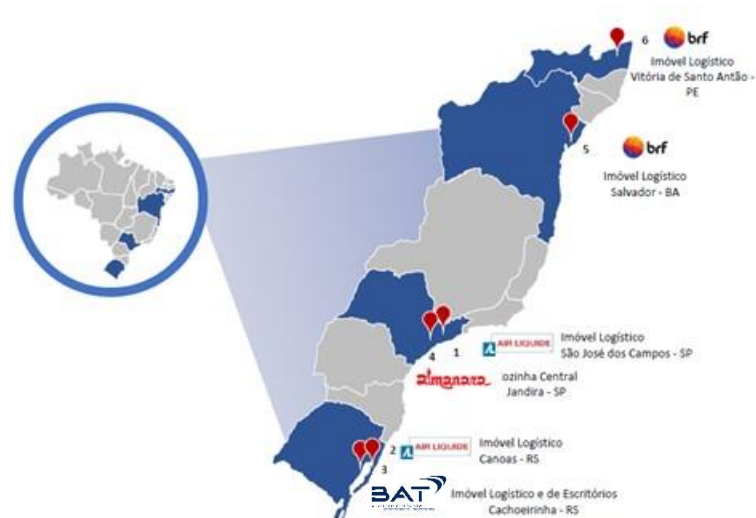 6 brf
Imóvel Logístico
Vitória de Santo Antão -
PE
5 brf
Imóvel Logístico
Salvador - BA
4 1 AIR LIQUIDE Imóvel Logístico
São José dos Campos - SP
almanara ozinha Central
Jandira - SP
2 AIR LIQUIDE Imóvel Logístico
3 Canoas - RS
BAT Imóvel Logístico e de Escritórios
Cachoeirinha - RS